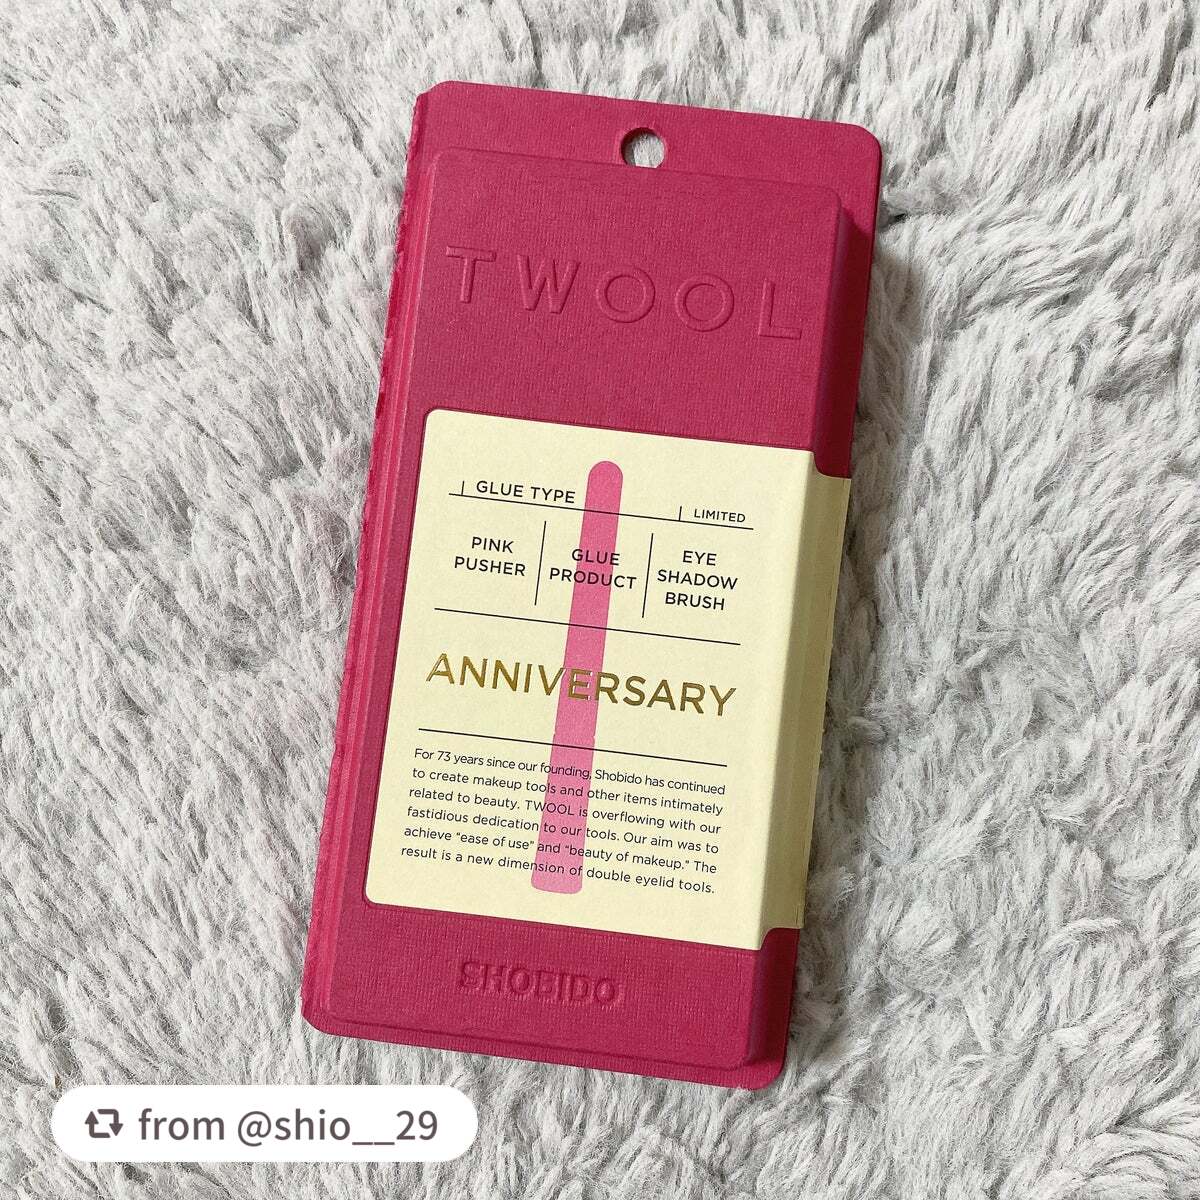 TWOOL
GLUE TYPE
LIMITED
PINK
PUSHER
GLUE
PRODUCT
EYE
SHADOW
BRUSH
ANNIVERSARY
For 73 years since our founding, Shobido has continued
to create makeup tools and other items intimately
related to beauty. TWOOL is overflowing with our
fastidious dedication to our tools. Our aim was to
achieve "ease of use" and "beauty of makeup." The
result is a new dimension of double eyelid tools.
SHOBIDO
from @shio__29